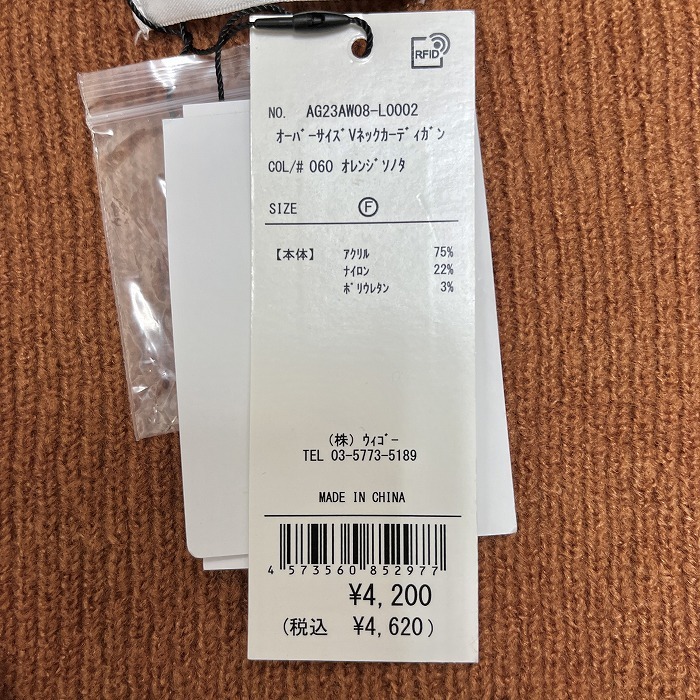 RFID
NO. AG23AW08-L0002
ｵｰﾊﾞｰｻｲｽﾞVﾈｯｸｶｰﾃﾞｨｶﾞﾝ
COL/# 060 ｵﾚﾝｼﾞｿﾉﾀ
SIZE Ⓕ
【本体】 ｱｸﾘﾙ 75%
ﾅｲﾛﾝ 22%
ﾎﾟﾘｳﾚﾀﾝ 3%
(株) ｳｨｺﾞｰ
TEL 03-5773-5189
MADE IN CHINA
4 573560 852977
¥4,200
(税込 ¥4,620)